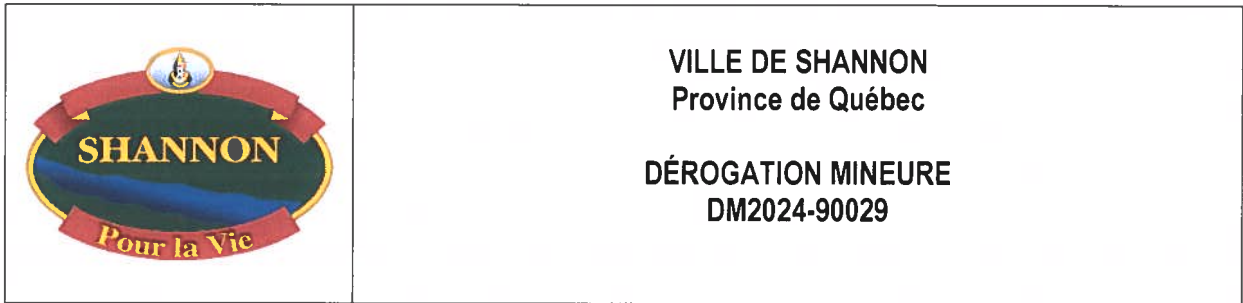 SHANNON
Pour la Vie
VILLE DE SHANNON
Province de Québec
DÉROGATION MINEURE
DM2024-90029